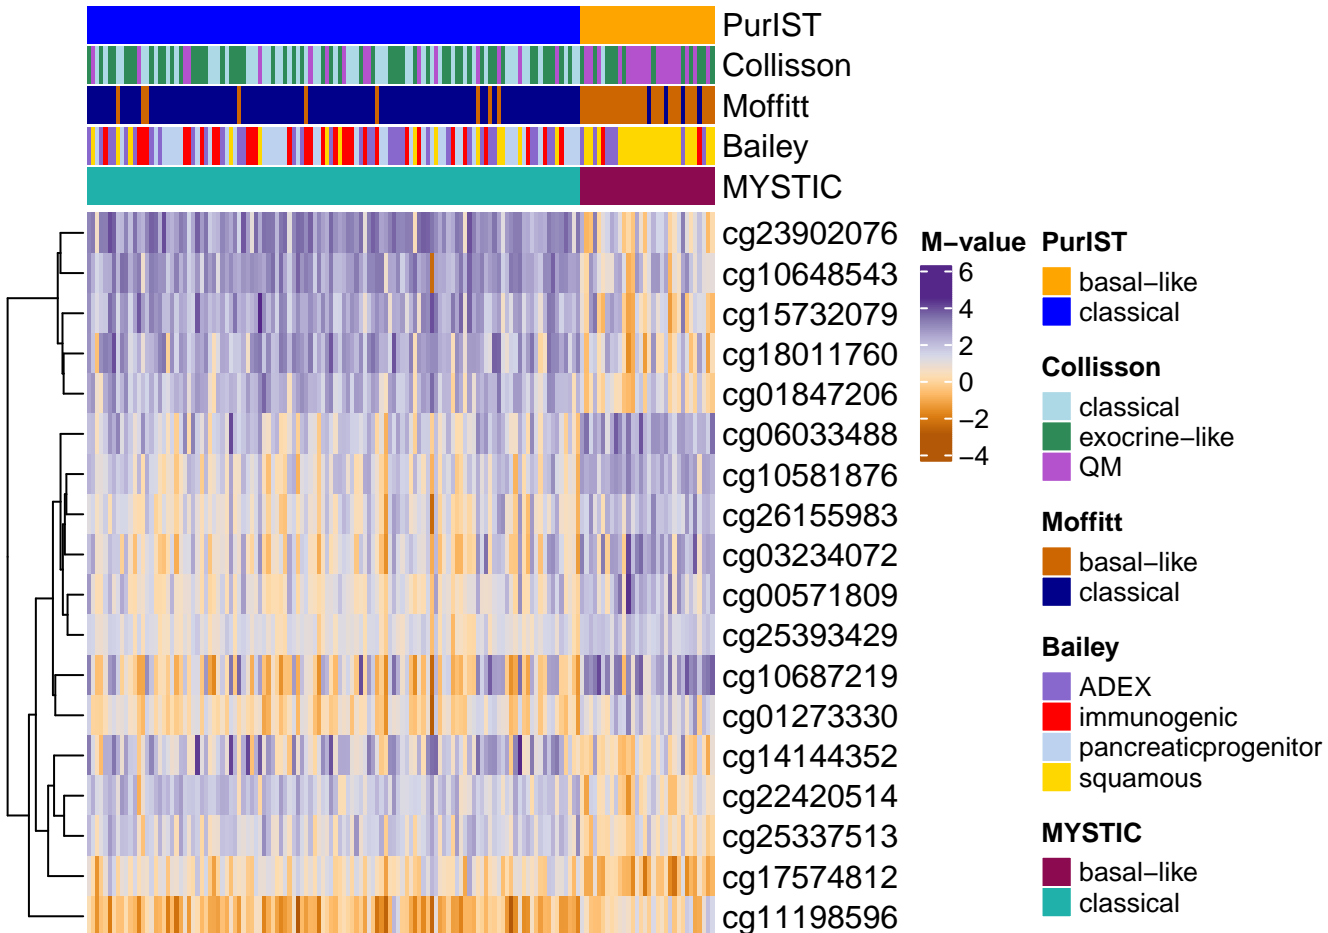 PurIST
Collisson
Moffitt
Bailey
MYSTIC
cg23902076
cg10648543
cg15732079
cg18011760
cg01847206
cg06033488
cg10581876
cg26155983
cg03234072
cg00571809
cg25393429
cg10687219
cg01273330
cg14144352
cg22420514
cg25337513
cg17574812
cg11198596
M−value
6
4
2
0
−2
−4
PurIST
basal−like
classical
Collisson
classical
exocrine−like
QM
Moffitt
basal−like
classical
Bailey
ADEX
immunogenic
pancreaticprogenitor
squamous
MYSTIC
basal−like
classical